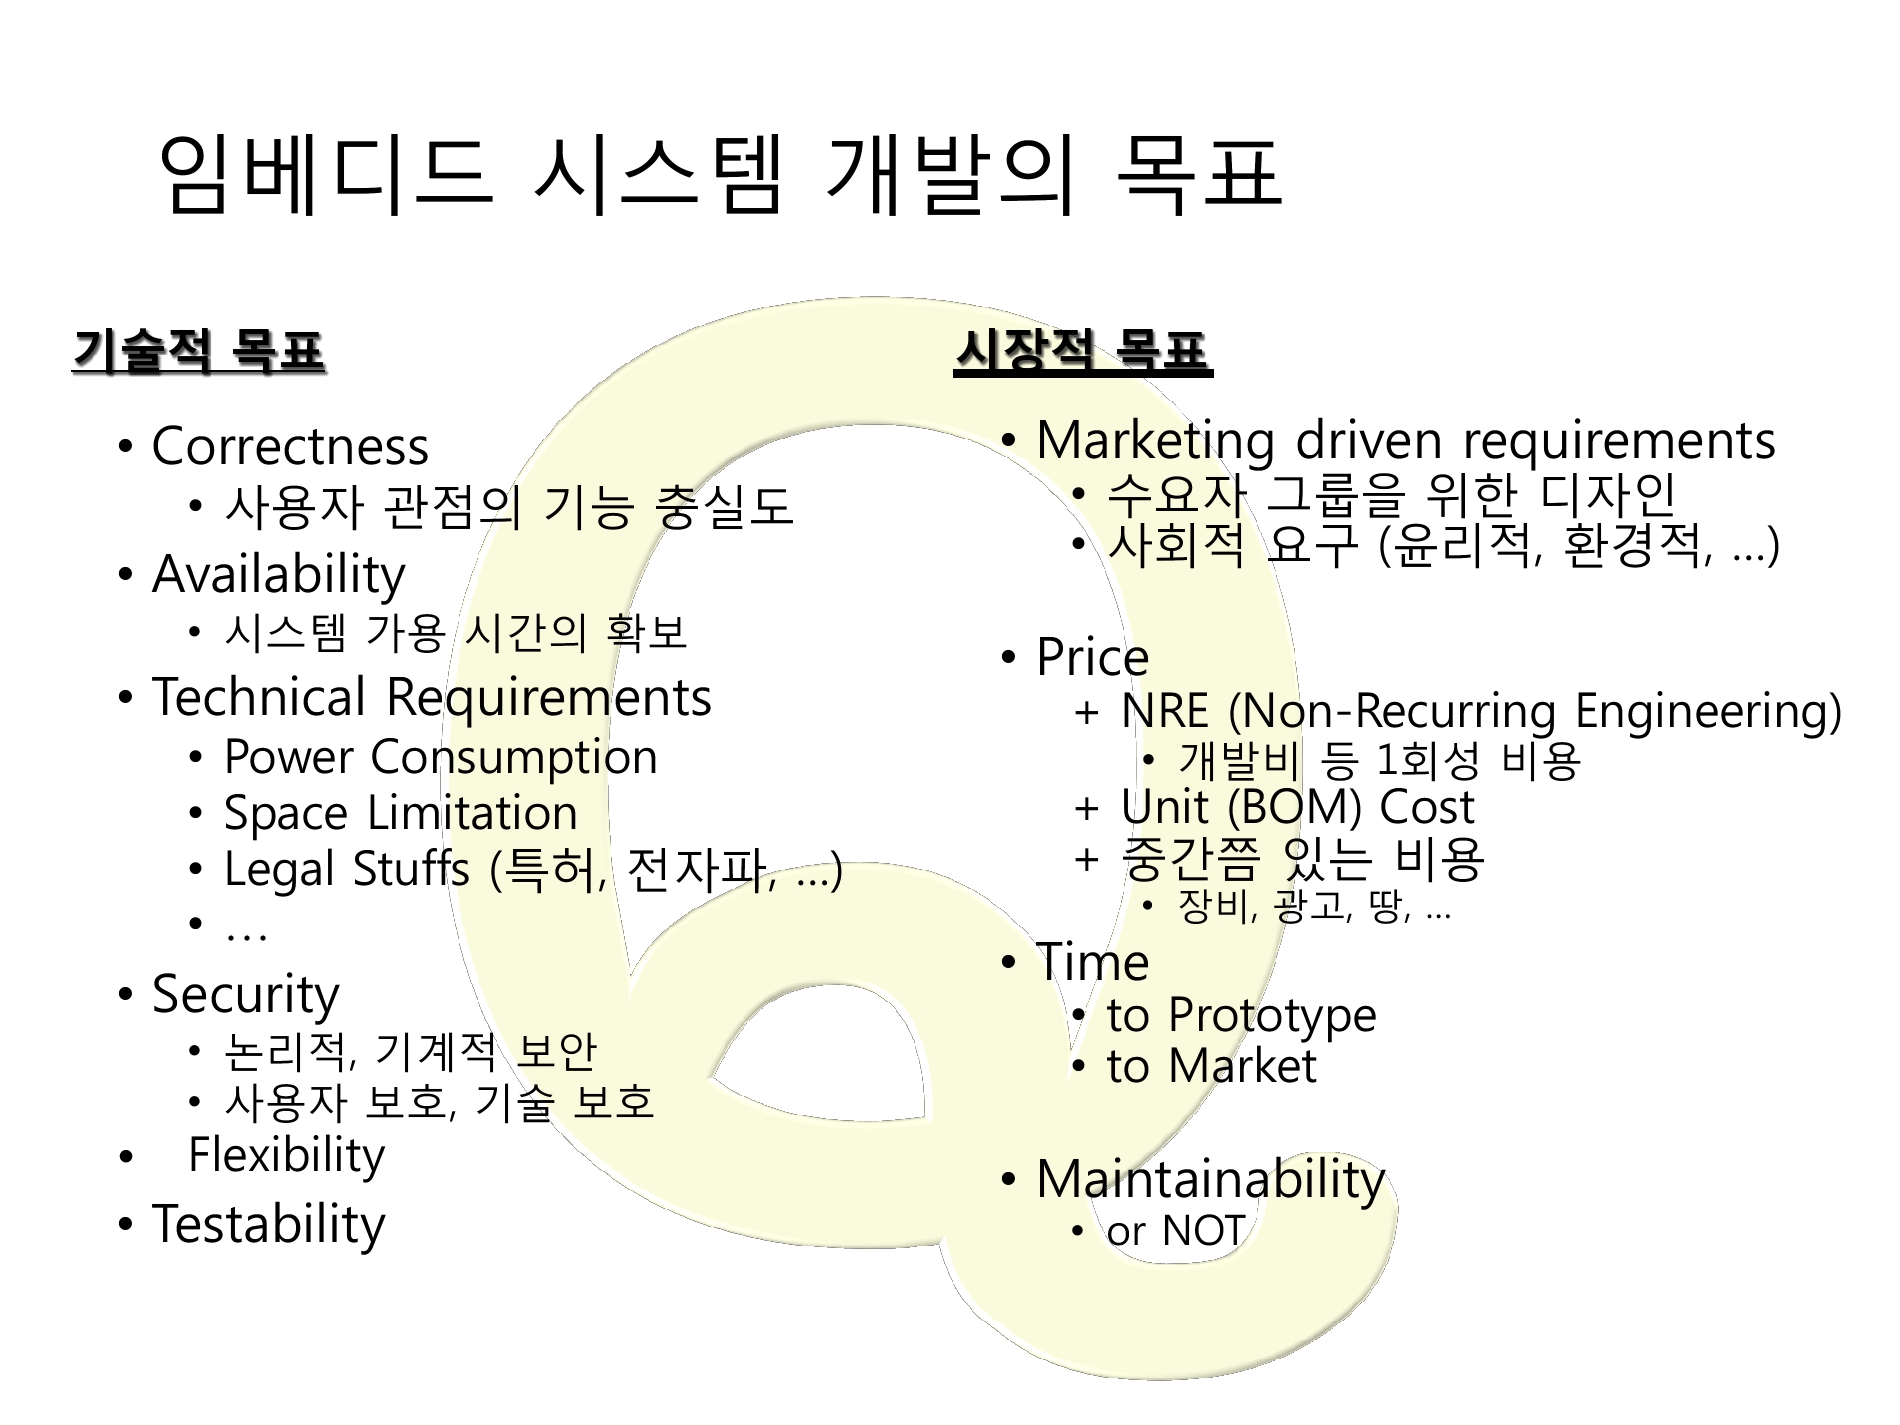 임베디드 시스템 개발의 목표
기술적 목표
• Correctness
• 사용자 관점의 기능 충실도
• Availability
• 시스템 가용 시간의 확보
• Technical Requirements
• Power Consumption
• Space Limitation
• Legal Stuffs (특허, 전자파, ...)
• ...
• Security
• 논리적, 기계적 보안
• 사용자 보호, 기술 보호
• Flexibility
• Testability
시장적 목표
• Marketing driven requirements
• 수요자 그룹을 위한 디자인
• 사회적 요구 (윤리적, 환경적, ...)
• Price
+ NRE (Non-Recurring Engineering)
• 개발비 등 1회성 비용
+ Unit (BOM) Cost
+ 중간쯤 있는 비용
• 장비, 광고, 땅, ...
• Time
• to Prototype
• to Market
• Maintainability
• or NOT